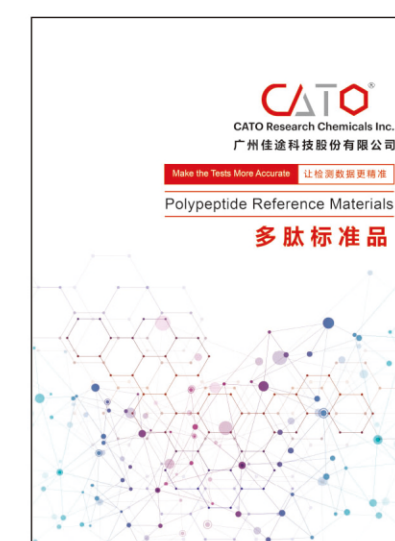 CATO®
CATO Research Chemicals Inc.
广州佳途科技股份有限公司
Make the Tests More Accurate 让检测数据更精准
Polypeptide Reference Materials
多肽标准品